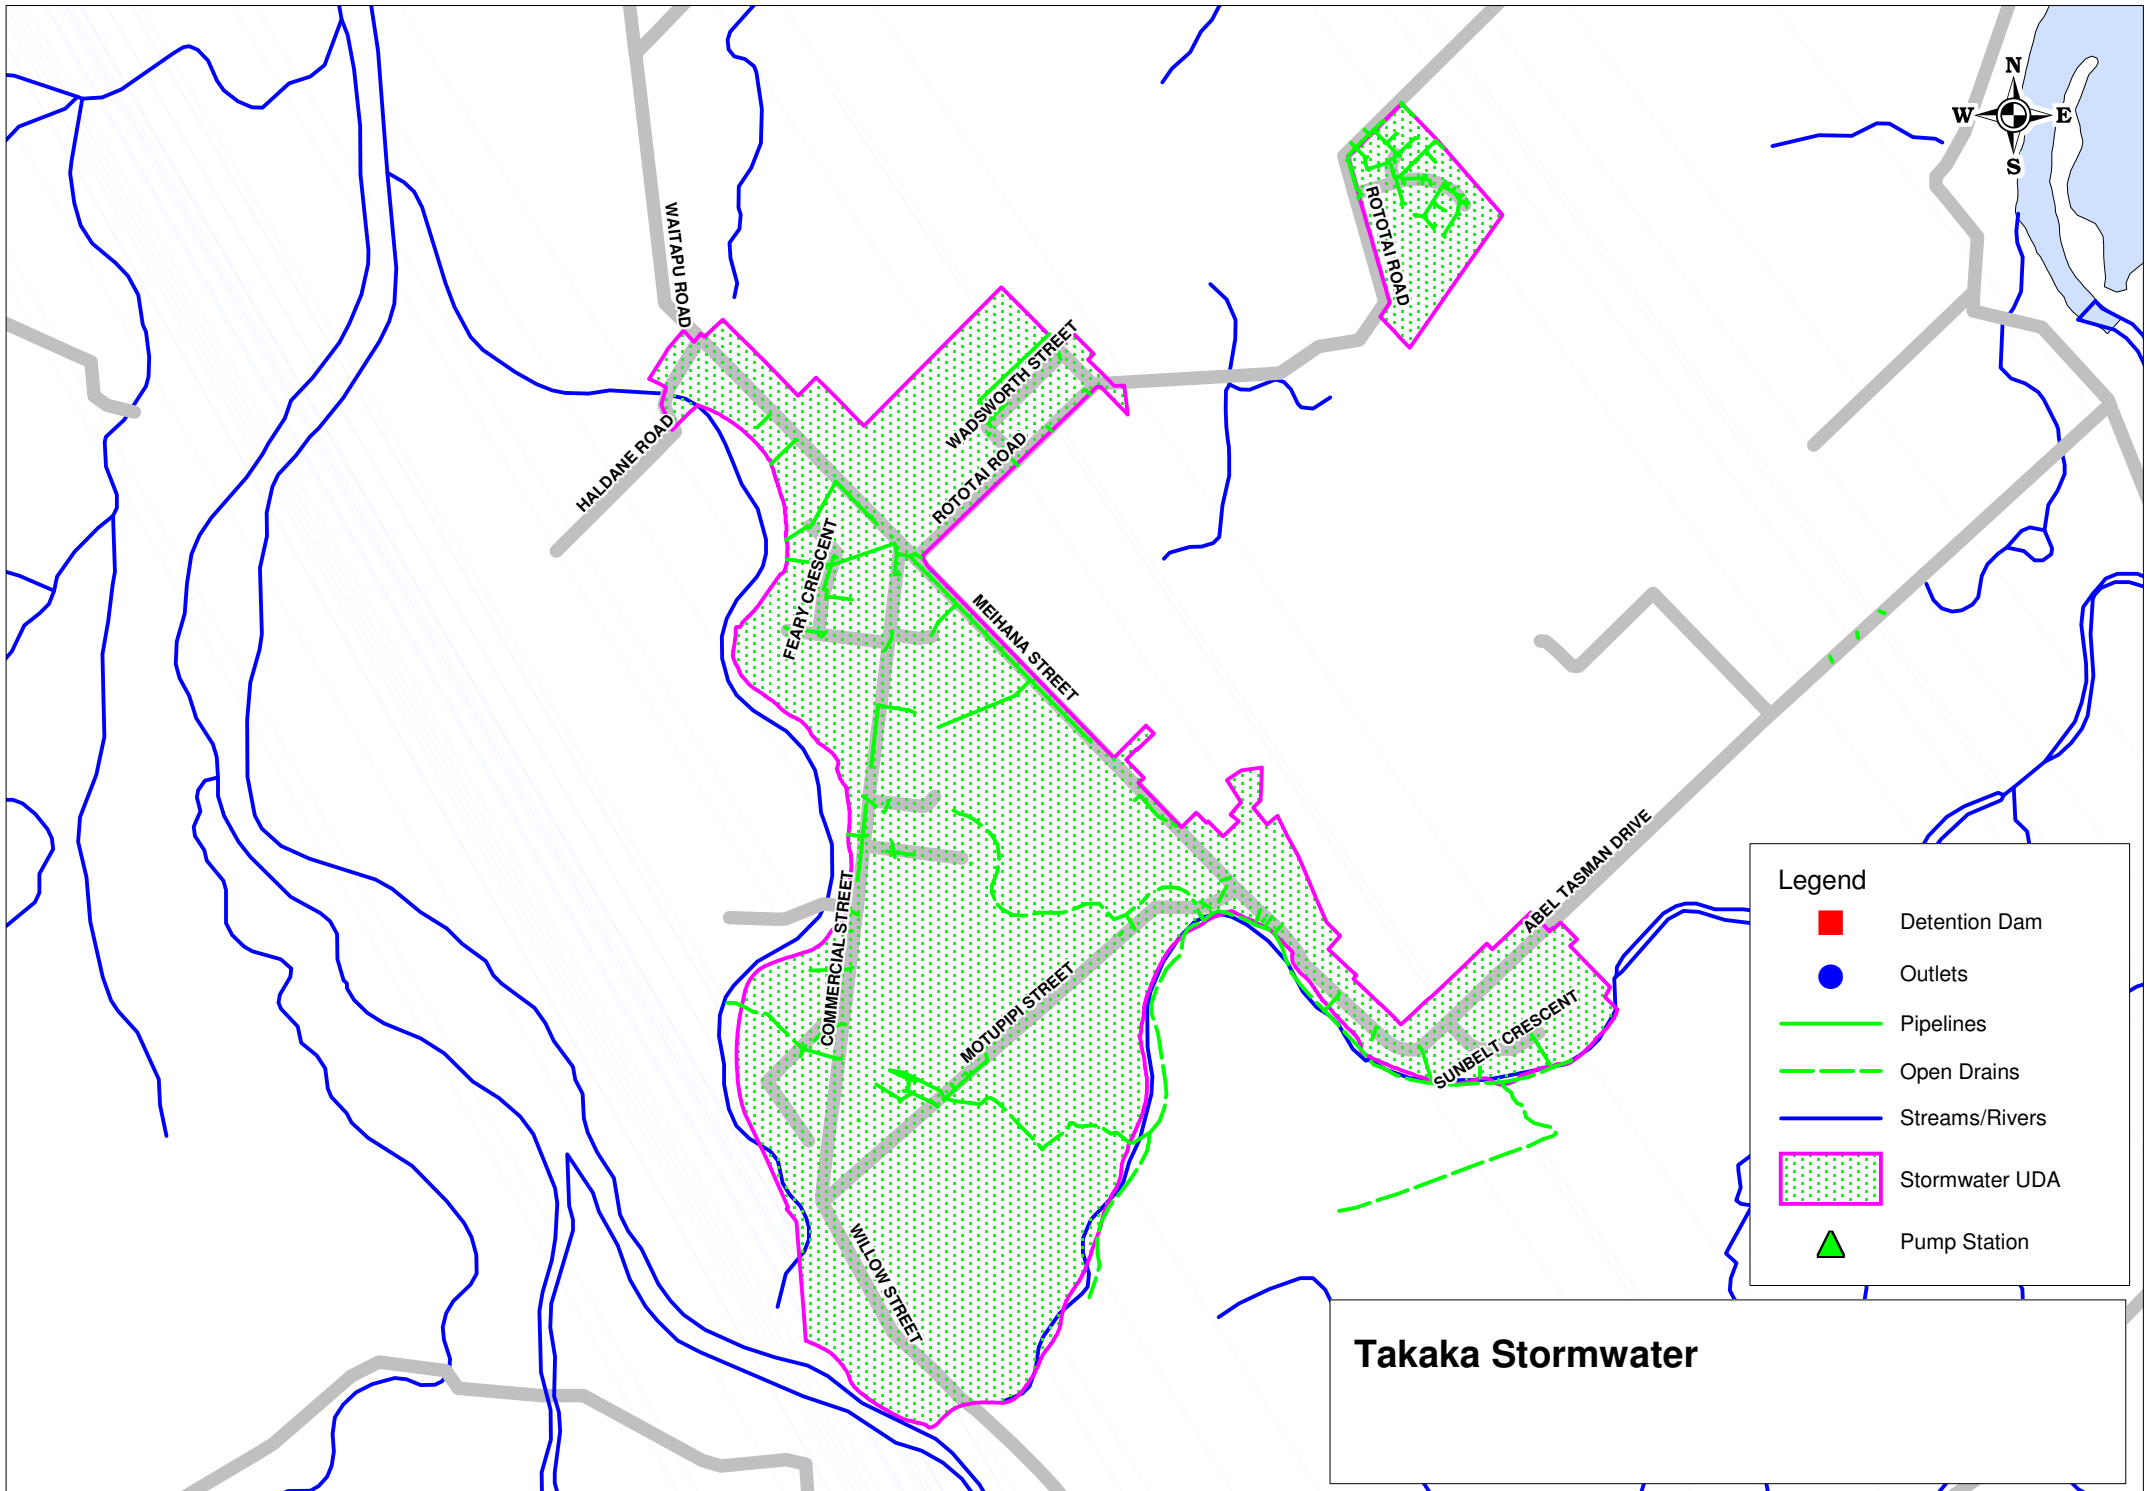 N
W E
S
WAITAPU ROAD
ROTOTAI ROAD
WADSWORTH STREET
HALDANE ROAD
ROTOTAI ROAD
FEARY CRESCENT
MEIHANA STREET
ABEL TASMAN DRIVE
COMMERCIAL STREET
MOTUPIPI STREET
SUNBELT CRESCENT
WILLOW STREET
Legend
Detention Dam
Outlets
Pipelines
Open Drains
Streams/Rivers
Stormwater UDA
Pump Station
Takaka Stormwater